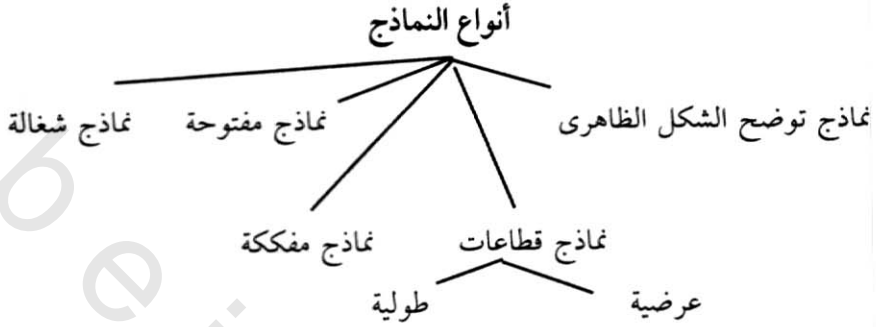 أنواع النماذج
نماذج توضح الشكل الظاهرى
نماذج مفتوحة
نماذج شغالة
نماذج قطاعات
نماذج مفككة
عرضية
طولية